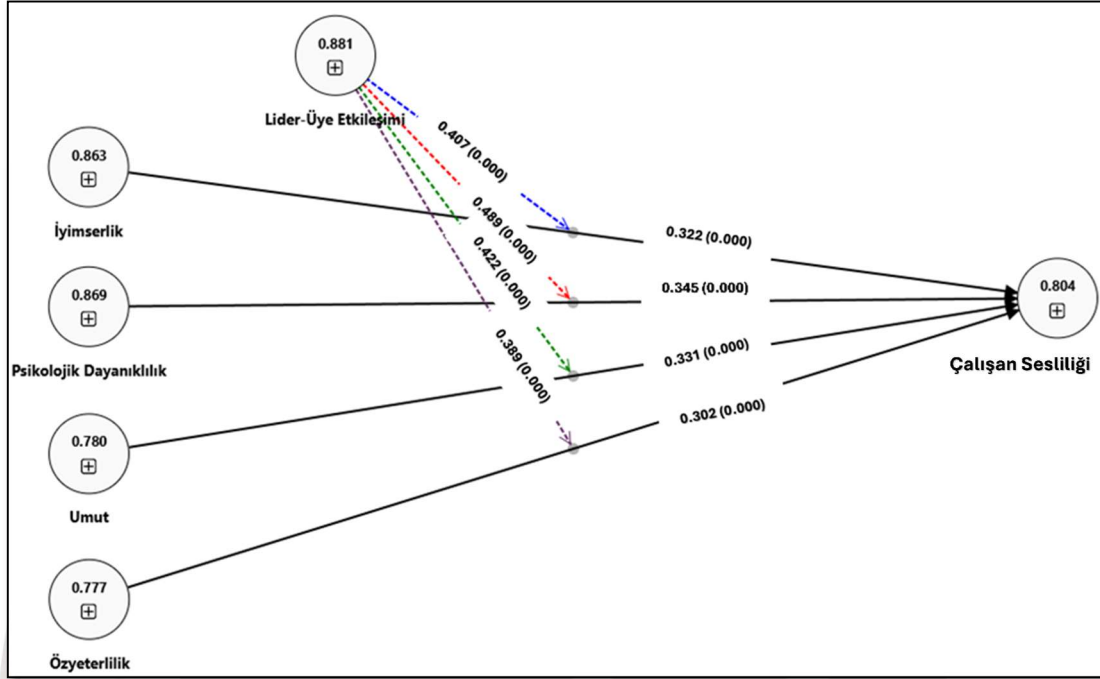 0.881
Lider-Üye Etkileşimi
0.863
İyimserlik
0.869
Psikolojik Dayanıklılık
0.780
Umut
0.777
Özyeterlilik
0.407 (0.000)
0.489 (0.000)
0.422 (0.000)
0.389 (0.000)
0.322 (0.000)
0.345 (0.000)
0.331 (0.000)
0.302 (0.000)
0.804
Çalışan Sesliliği